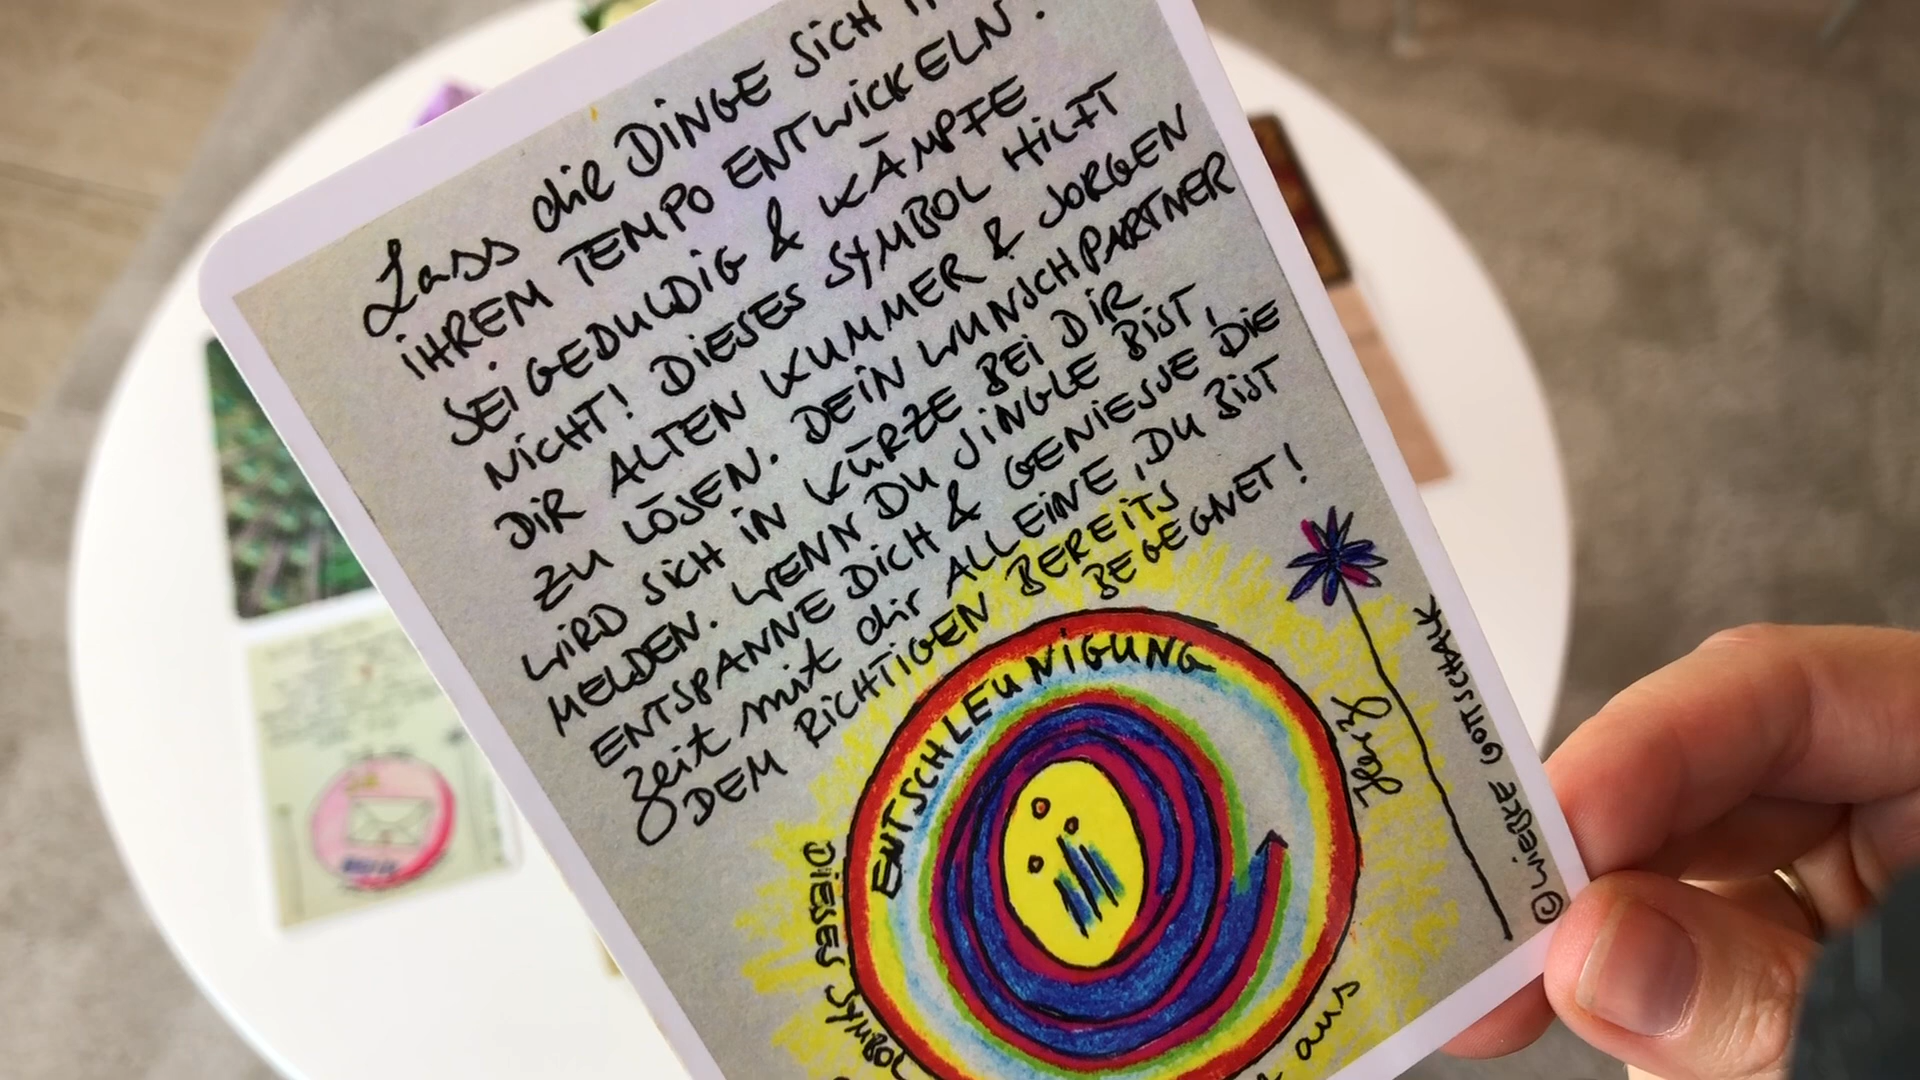 Lass die DINGE SICH
IHREM TEMPO ENTWICKELN.
SEI GEDULDIG & KÄMPFE
NICHT! DIESES SYMBOL HILFT
DIR ALTEN KUMMER & SORGEN
ZU LÖSEN. DEIN WUNSCHPARTNER
WIRD SICH IN KÜRZE BEI DIR
MELDEN. WENN DU SINGLE BIST,
ENTSPANNE DICH & GENIESSE DIE
Zeit mit dir ALLEINE, DU BIST
DEM RICHTIGEN BEREITS
BEGEGNET!
ENTSCHLEUNIGUNG
DIESES SYMBOL
aus
Herz
© WIEBKE GOTTSCHALK